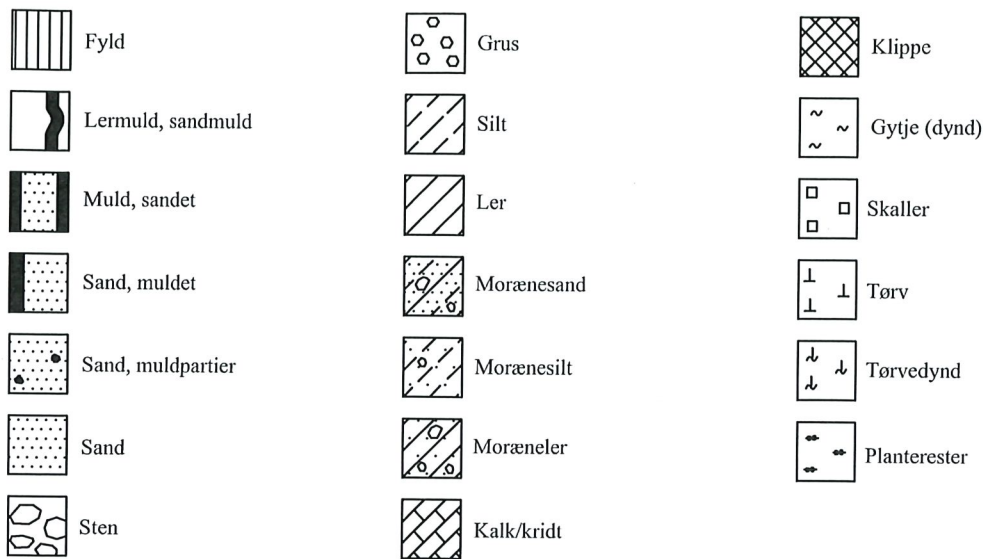 Fyld
Lermuld, sandmuld
Muld, sandet
Sand, muldet
Sand, muldpartier
Sand
Sten
Grus
Silt
Ler
Morænesand
Morænesilt
Moræneler
Kalk/kridt
Klippe
Gytje (dynd)
Skaller
Tørv
Tørvedynd
Planterester